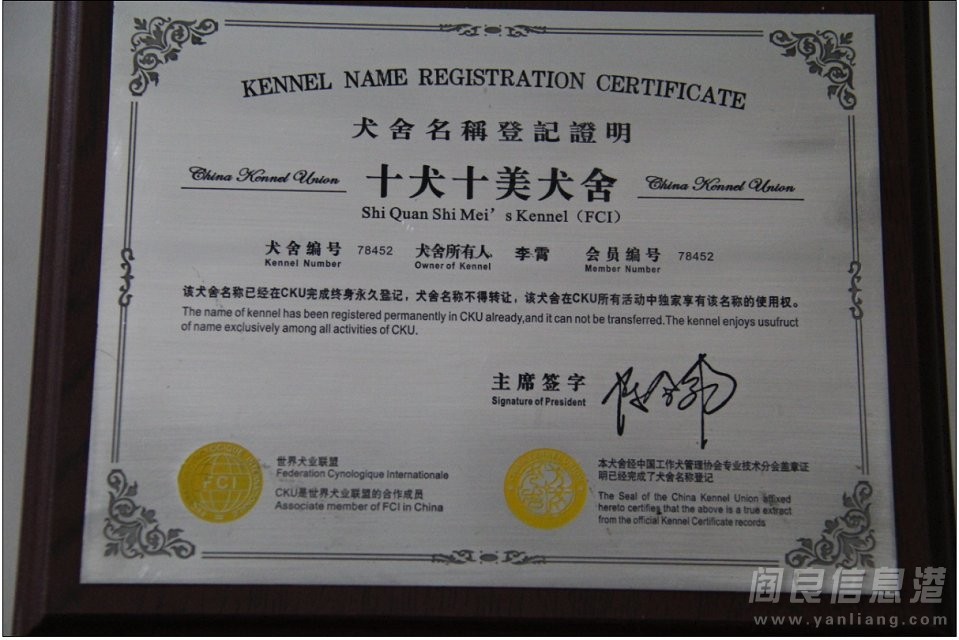 KENNEL NAME REGISTRATION CERTIFICATE
犬舍名稱登記證明
China Kennel Union
十犬十美犬舍
China Kennel Union
Shi Quan Shi Mei's Kennel (FCI)
犬舍编号 78452 犬舍所有人 李霄 会员编号 78452
Kennel Number Owner of Kennel Member Number
该犬舍名称已经在CKU完成终身永久登记，犬舍名称不得转让，该犬舍在CKU所有活动中独家享有该名称的使用权。
The name of kennel has been registered permanently in CKU already,and it can not be transferred.The kennel enjoys usufruct
of name exclusively among all activities of CKU.
主席签字
Signature of President
FCI
世界犬业联盟
Federation Cynologique Internationale
CKU是世界犬业联盟的合作成员
Associate member of FCI in China
本犬舍经中国工作犬管理协会专业技术分会盖章证
明已经完成了犬舍名称登记
The Seal of the China Kennel Union affixed
hereto certifies that the above is a true extract
from the official Kennel Certificate records
阎良信息港
www.yanliang.com